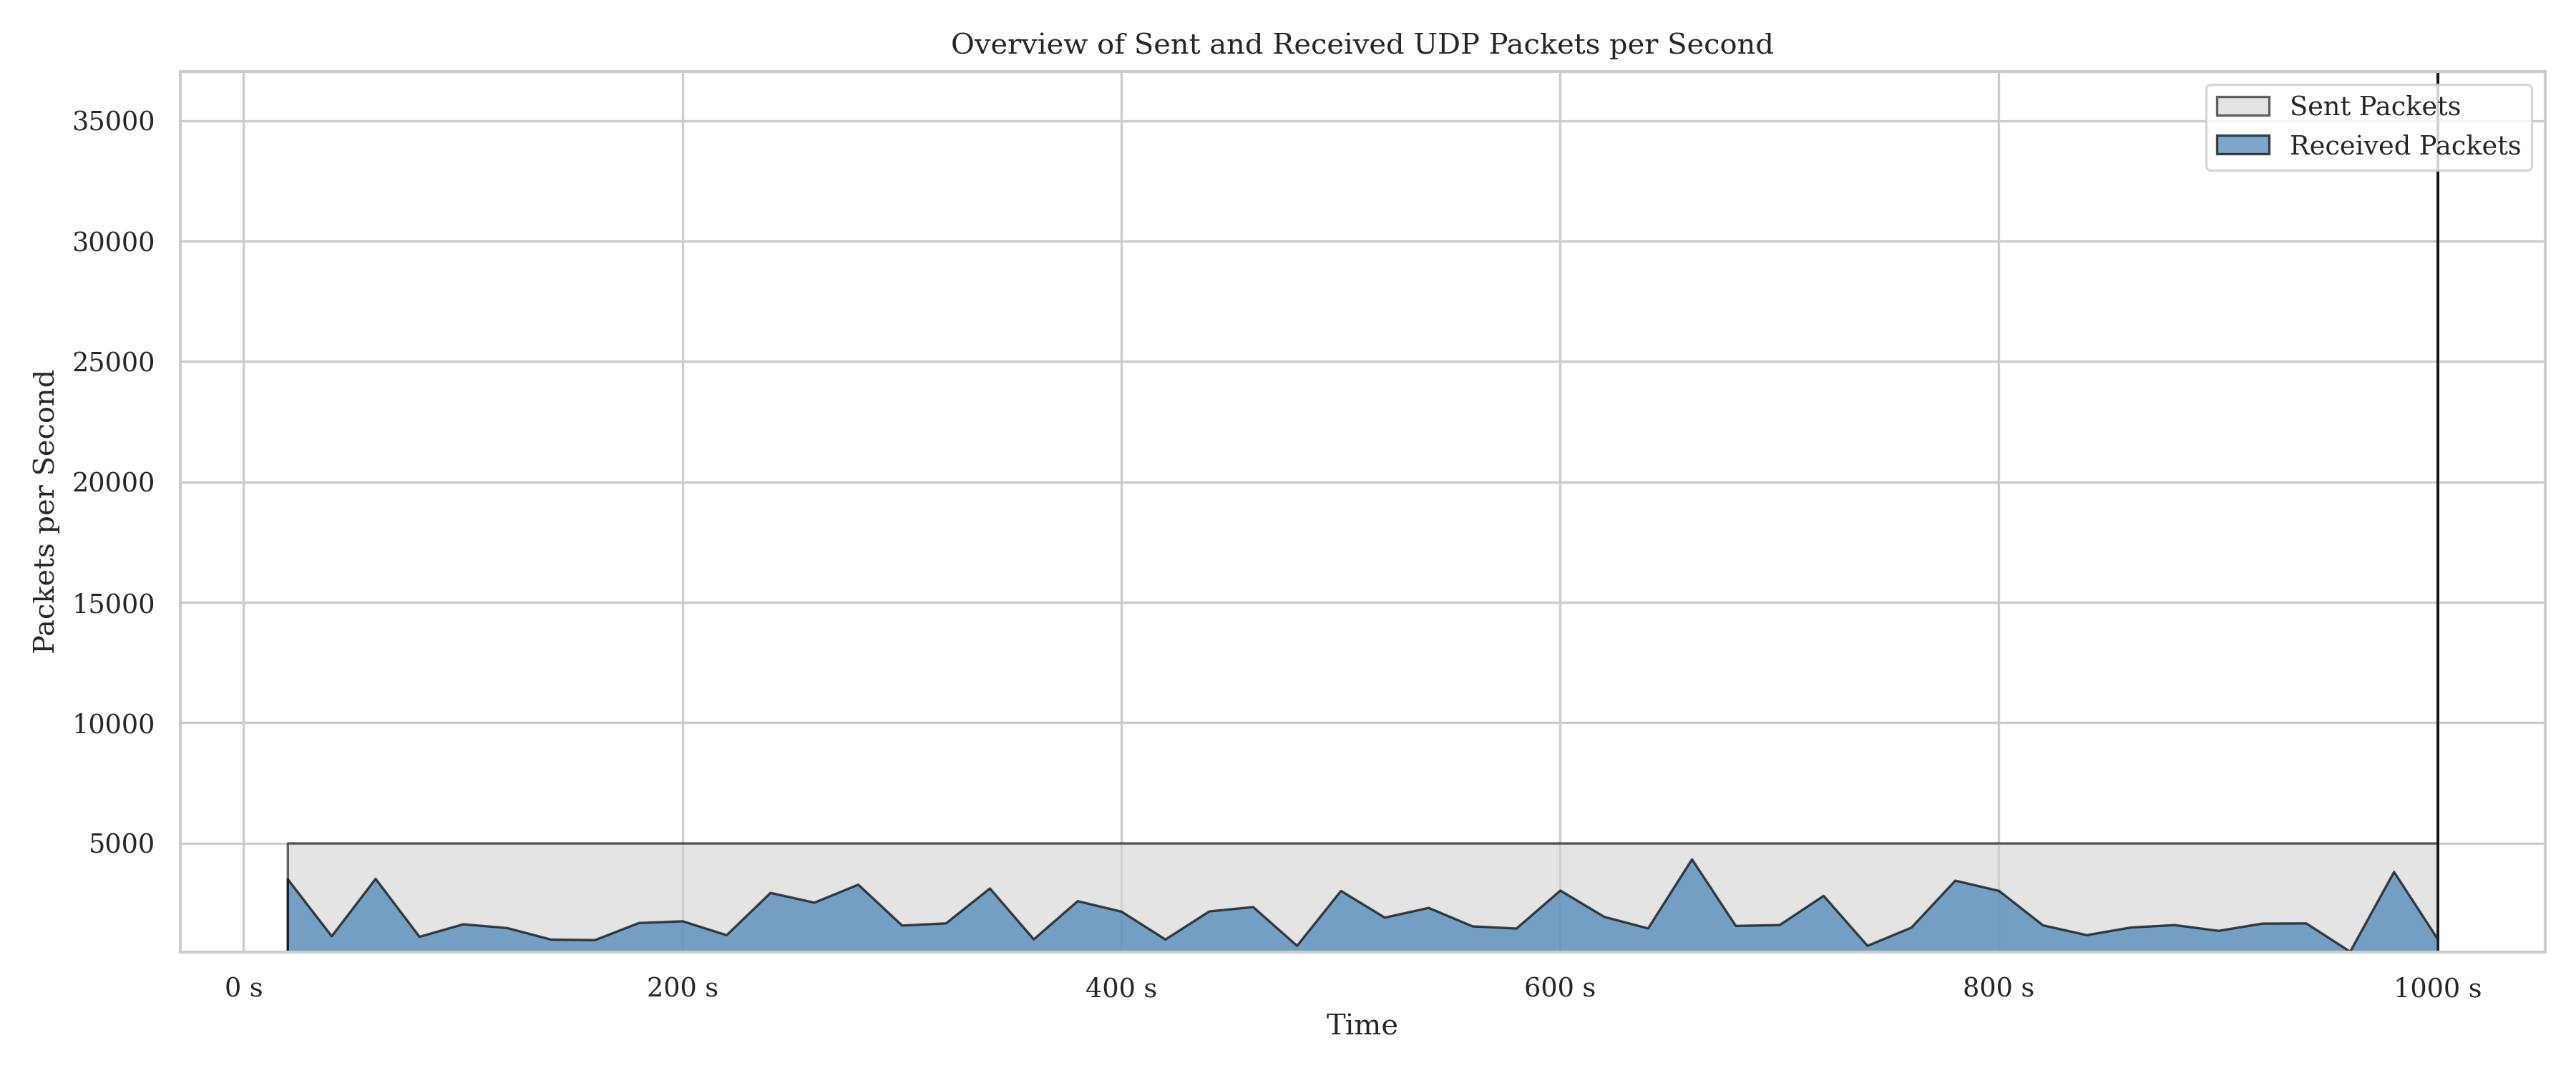 Overview of Sent and Received UDP Packets per Second
Sent Packets
Received Packets
Packets per Second
35000
30000
25000
20000
15000
10000
5000
0 s
200 s
400 s
600 s
800 s
1000 s
Time